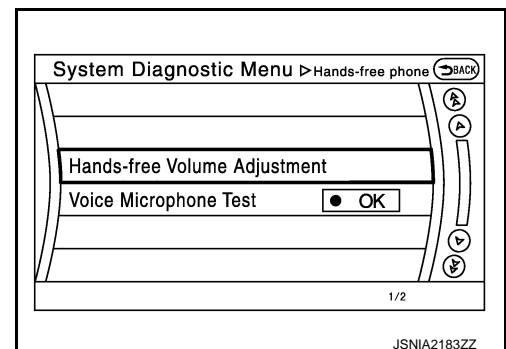 System Diagnostic Menu ▷ Hands-free phone BACK
Hands-free Volume Adjustment
Voice Microphone Test ● OK
1/2
JSNIA2183ZZ